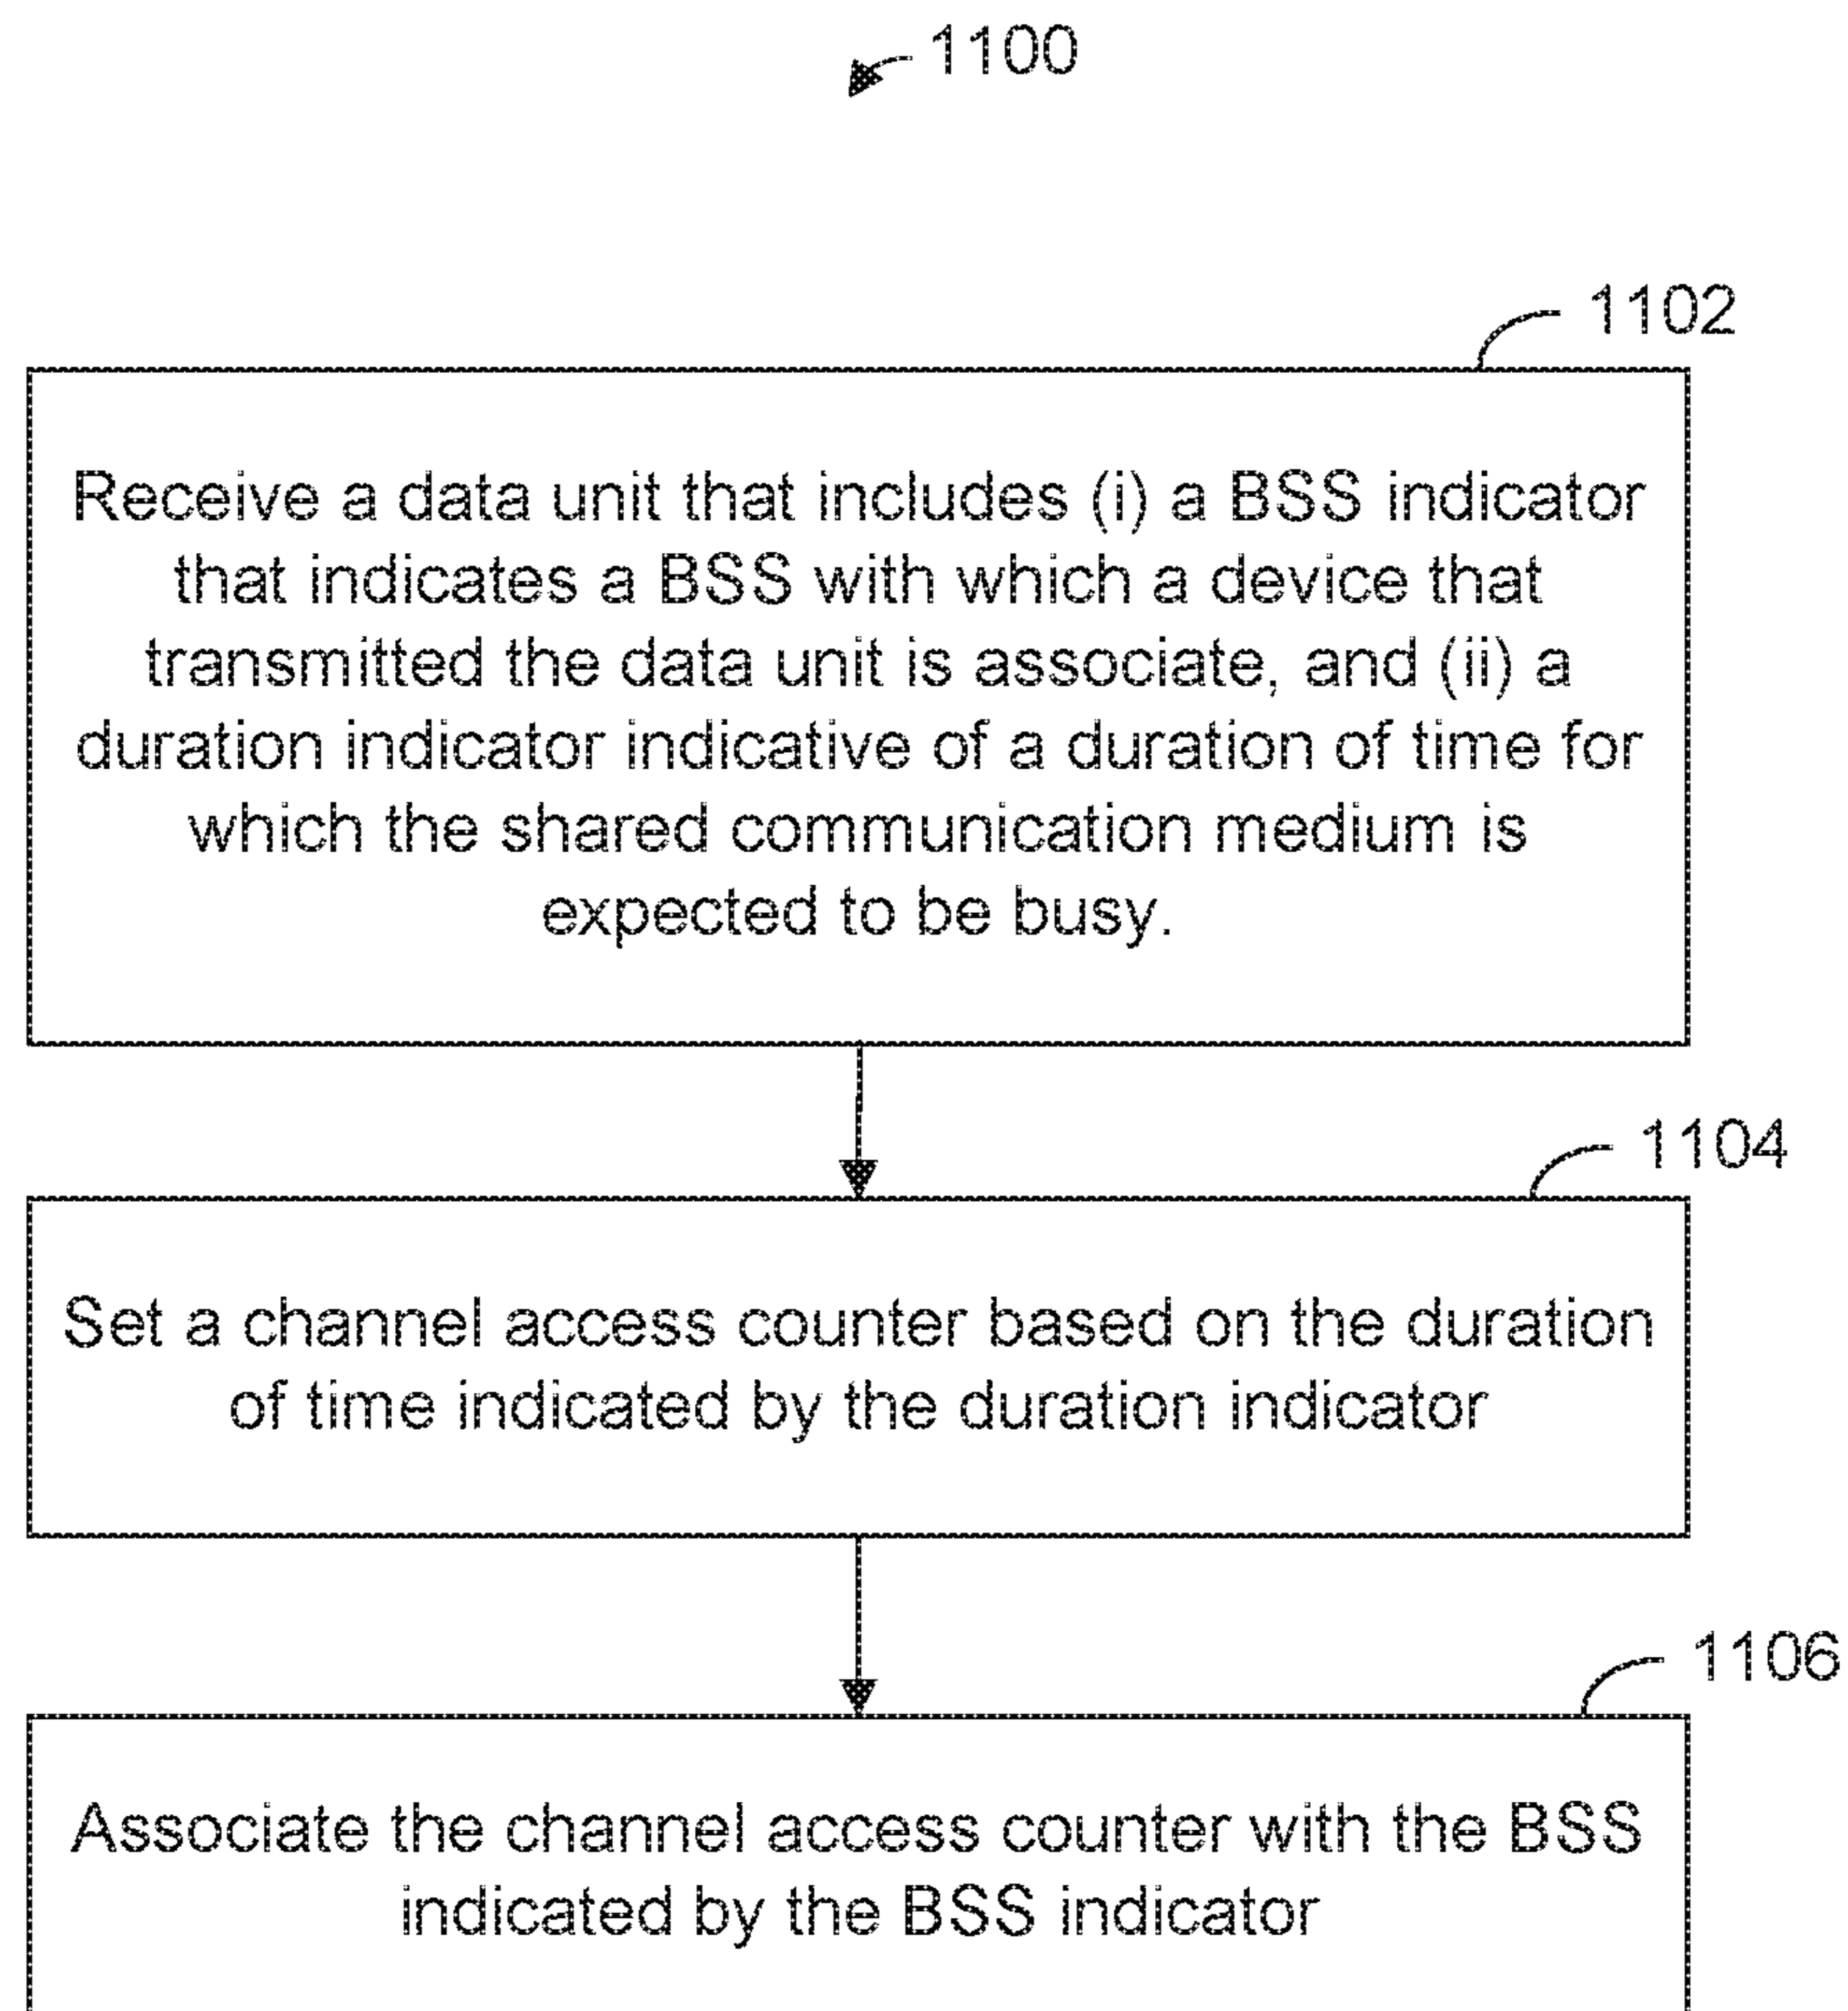 1100
1102
Receive a data unit that includes (i) a BSS indicator
that indicates a BSS with which a device that
transmitted the data unit is associate, and (ii) a
duration indicator indicative of a duration of time for
which the shared communication medium is
expected to be busy.
1104
Set a channel access counter based on the duration
of time indicated by the duration indicator
1106
Associate the channel access counter with the BSS
indicated by the BSS indicator